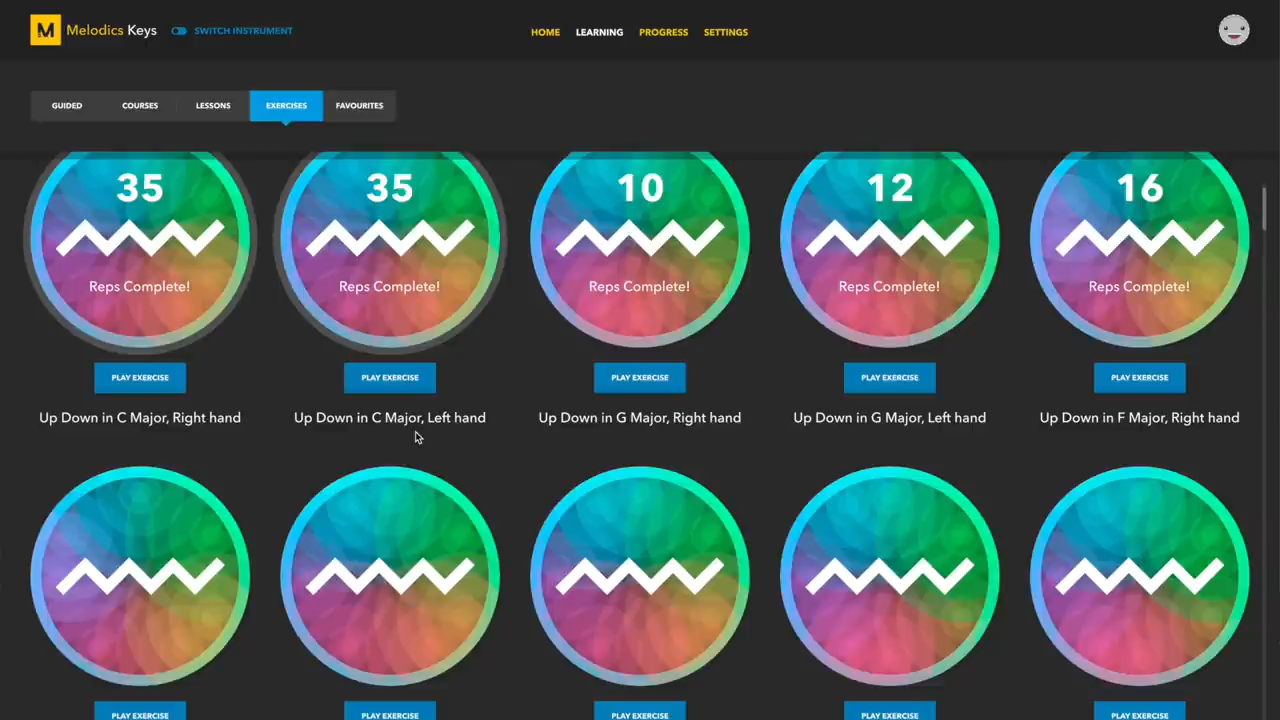 M Melodics Keys SWITCH INSTRUMENT HOME LEARNING PROGRESS SETTINGS
GUIDED COURSES LESSONS EXERCISES FAVOURITES
35 35 10 12 16
Reps Complete! Reps Complete! Reps Complete! Reps Complete! Reps Complete!
PLAY EXERCISE PLAY EXERCISE PLAY EXERCISE PLAY EXERCISE PLAY EXERCISE
Up Down in C Major, Right hand Up Down in C Major, Left hand Up Down in G Major, Right hand Up Down in G Major, Left hand Up Down in F Major, Right hand
PLAY EXERCISE PLAY EXERCISE PLAY EXERCISE PLAY EXERCISE PLAY EXERCISE